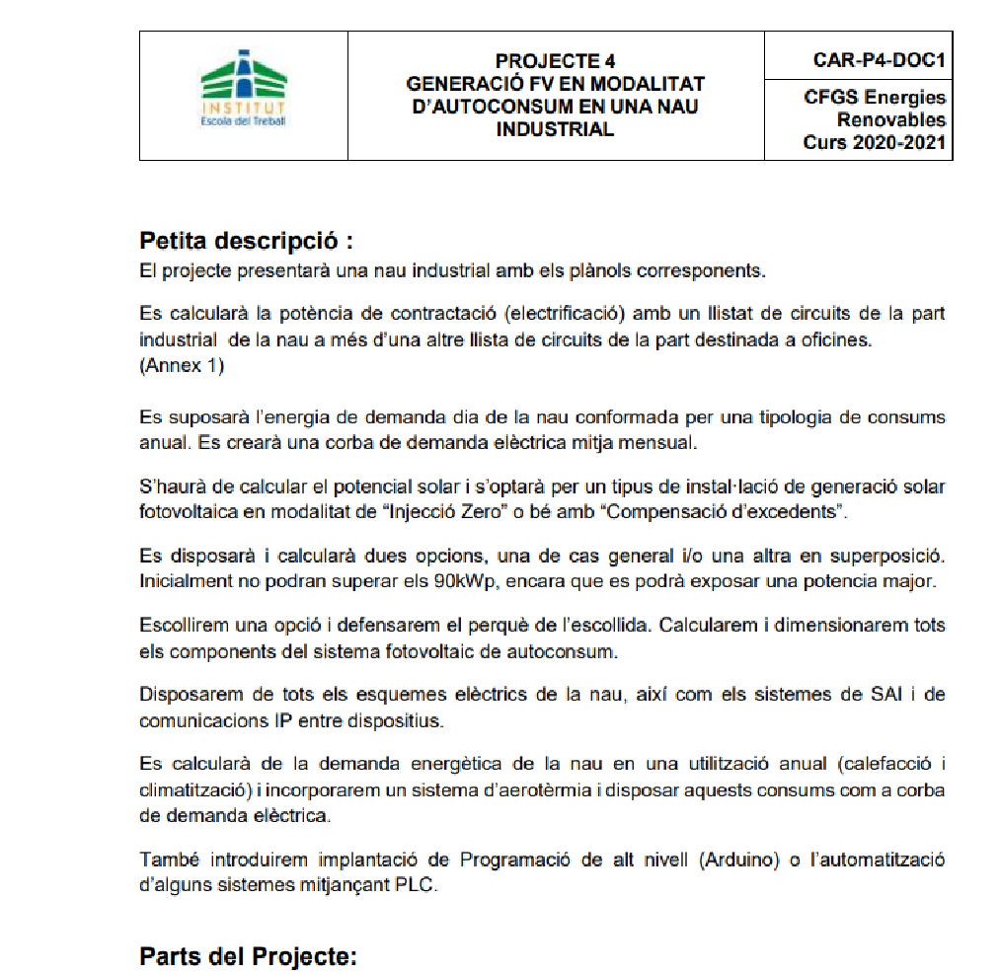 INSTITUT
Escola del Treball
PROJECTE 4
GENERACIÓ FV EN MODALITAT
D’AUTOCONSUM EN UNA NAU
INDUSTRIAL
CAR-P4-DOC1
CFGS Energies
Renovables
Curs 2020-2021
Petita descripció :
El projecte presentarà una nau industrial amb els plànols corresponents.
Es calcularà la potència de contractació (electrificació) amb un llistat de circuits de la part
industrial de la nau a més d’una altre llista de circuits de la part destinada a oficines.
(Annex 1)
Es suposarà l’energia de demanda dia de la nau conformada per una tipologia de consums
anual. Es crearà una corba de demanda elèctrica mitja mensual.
S’haurà de calcular el potencial solar i s’optarà per un tipus de instal·lació de generació solar
fotovoltaica en modalitat de “Injecció Zero” o bé amb “Compensació d’excedents”.
Es disposarà i calcularà dues opcions, una de cas general i/o una altra en superposició.
Inicialment no podran superar els 90kWp, encara que es podrà exposar una potencia major.
Escollirem una opció i defensarem el perquè de l’escollida. Calcularem i dimensionarem tots
els components del sistema fotovoltaic de autoconsum.
Disposarem de tots els esquemes elèctrics de la nau, així com els sistemes de SAI i de
comunicacions IP entre dispositius.
Es calcularà de la demanda energètica de la nau en una utilització anual (calefacció i
climatització) i incorporarem un sistema d’aerotèrmia i disposar aquests consums com a corba
de demanda elèctrica.
També introduirem implantació de Programació de alt nivell (Arduino) o l’automatització
d’alguns sistemes mitjançant PLC.
Parts del Projecte: